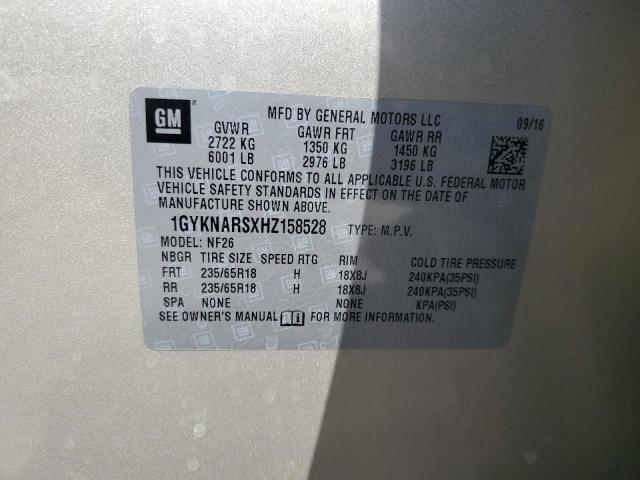 GM ®
MFD BY GENERAL MOTORS LLC 09/16
GVWR GAWR FRT GAWR RR
2722 KG 1350 KG 1450 KG
6001 LB 2976 LB 3196 LB
THIS VEHICLE CONFORMS TO ALL APPLICABLE U.S. FEDERAL MOTOR
VEHICLE SAFETY STANDARDS IN EFFECT ON THE DATE OF
MANUFACTURE SHOWN ABOVE.
1GYKNARSXHZ158528 TYPE: M.P.V.
MODEL: NF26
NBGR TIRE SIZE SPEED RTG RIM COLD TIRE PRESSURE
FRT 235/65R18 H 18X8J 240KPA(35PSI)
RR 235/65R18 H 18X8J 240KPA(35PSI)
SPA NONE NONE KPA(PSI)
SEE OWNER'S MANUAL FOR MORE INFORMATION.